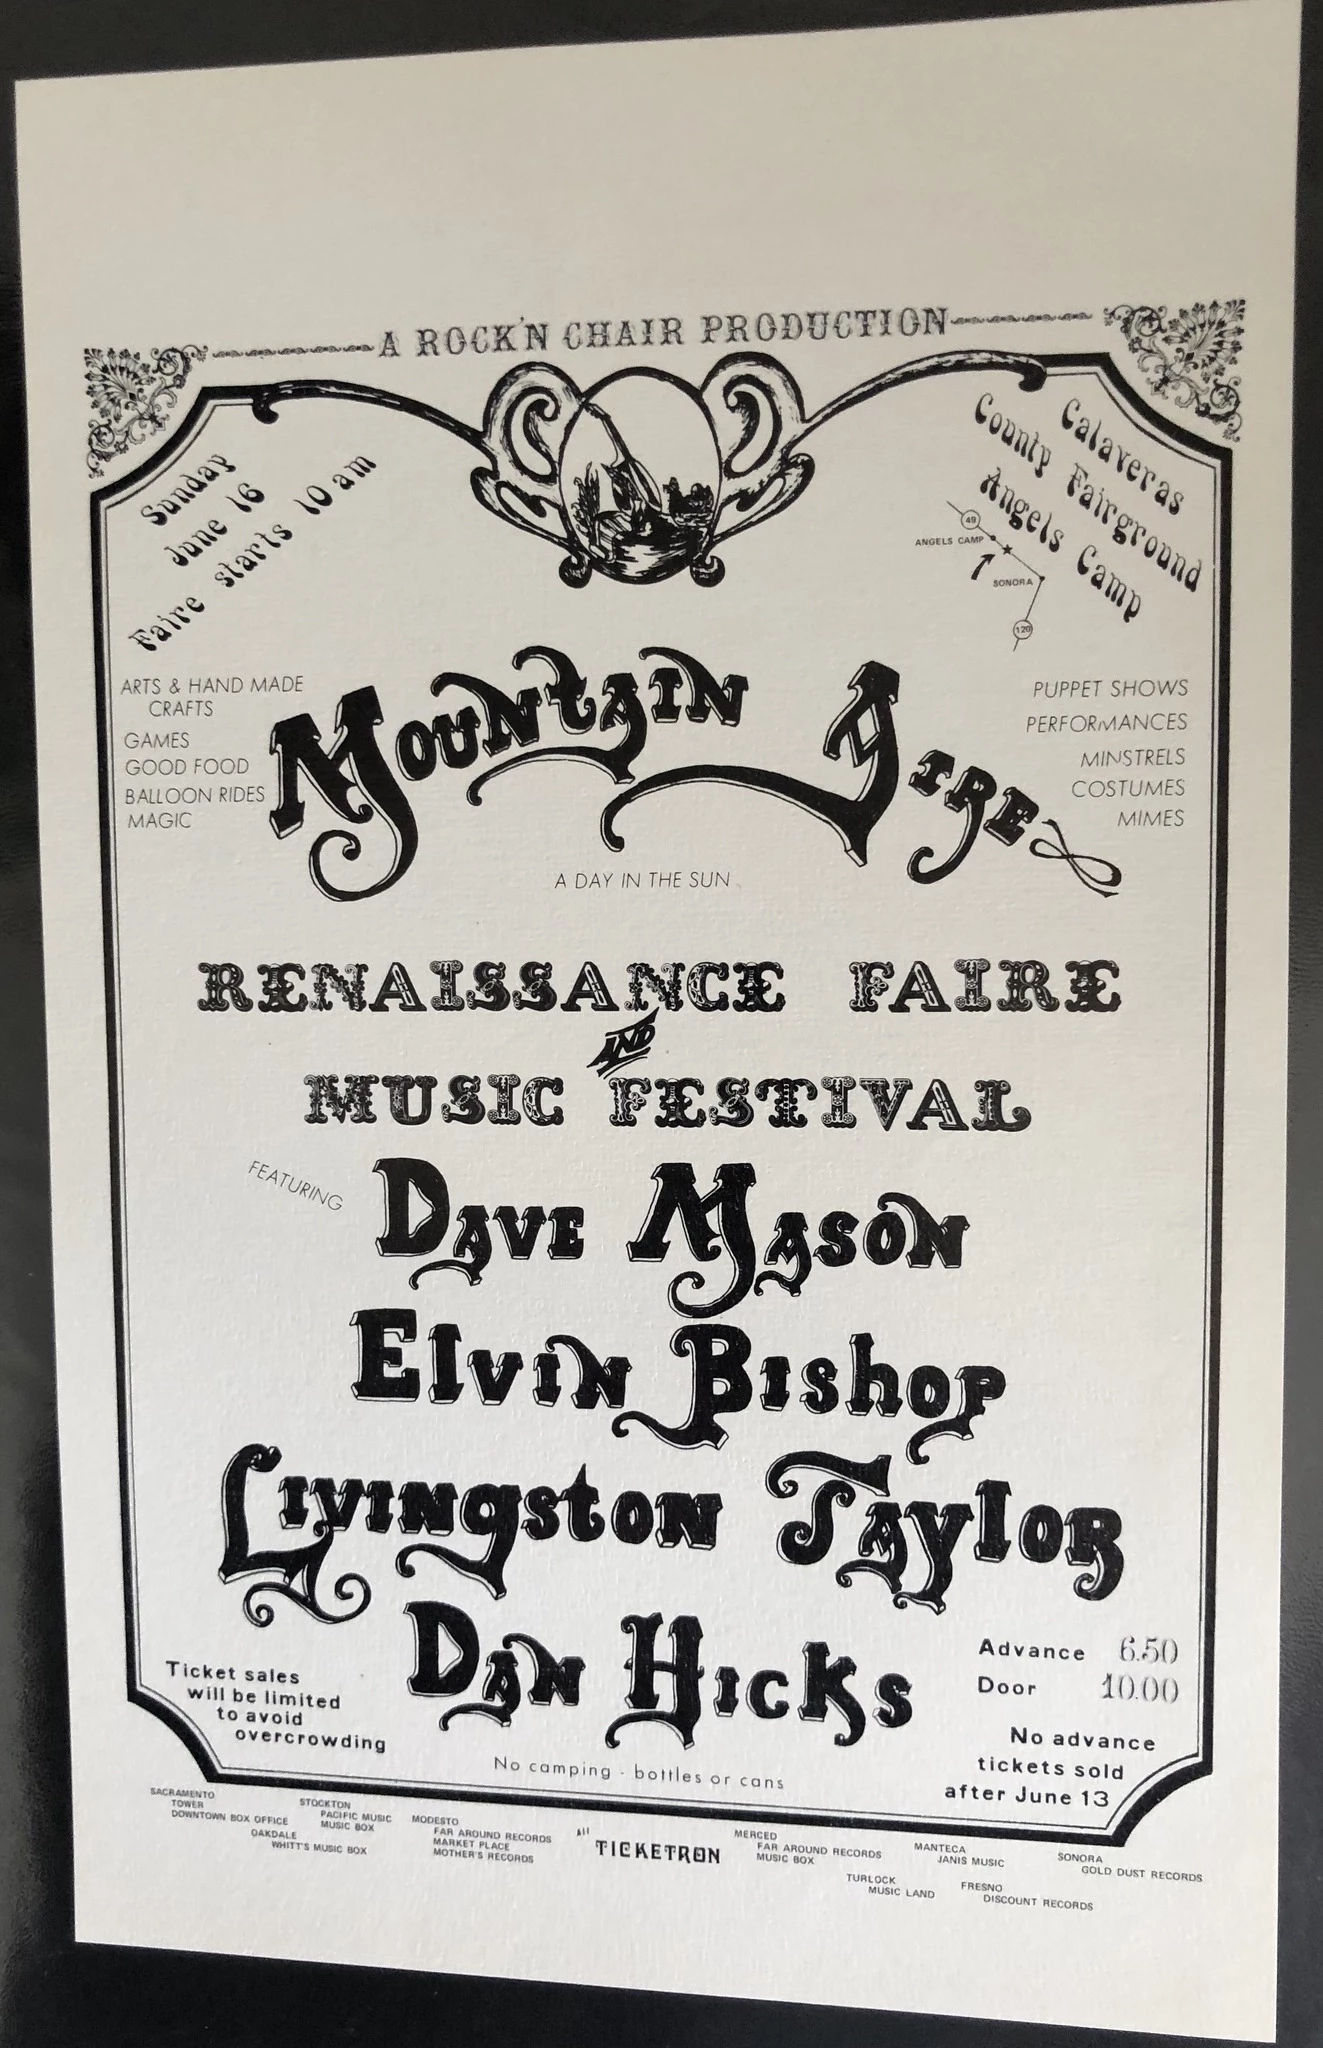 A ROCK'N CHAIR PRODUCTION
Sunday
June 16
Faire starts 10 am
Calaveras
County Fairground
Angels Camp
49
ANGELS CAMP
SONORA
120
ARTS & HAND MADE
CRAFTS
GAMES
GOOD FOOD
BALLOON RIDES
MAGIC
Mountain Aire
PUPPET SHOWS
PERFORMANCES
MINSTRELS
COSTUMES
MIMES
A DAY IN THE SUN
RENAISSANCE FAIRE
AND
MUSIC FESTIVAL
FEATURING
Dave Mason
Elvin Bishop
Livingston Taylor
Dan Hicks
Ticket sales
will be limited
to avoid
overcrowding
Advance 6.50
Door 10.00
No advance
tickets sold
after June 13
No camping - bottles or cans
SACRAMENTO
TOWER
DOWNTOWN BOX OFFICE
OAKDALE
WHITT'S MUSIC BOX
STOCKTON
PACIFIC MUSIC
MUSIC BOX
MODESTO
FAR AROUND RECORDS
MARKET PLACE
MOTHER'S RECORDS
All
TICKETRON
MERCED
FAR AROUND RECORDS
MUSIC BOX
TURLOCK
MUSIC LAND
MANTECA
JANIS MUSIC
FRESNO
DISCOUNT RECORDS
SONORA
GOLD DUST RECORDS